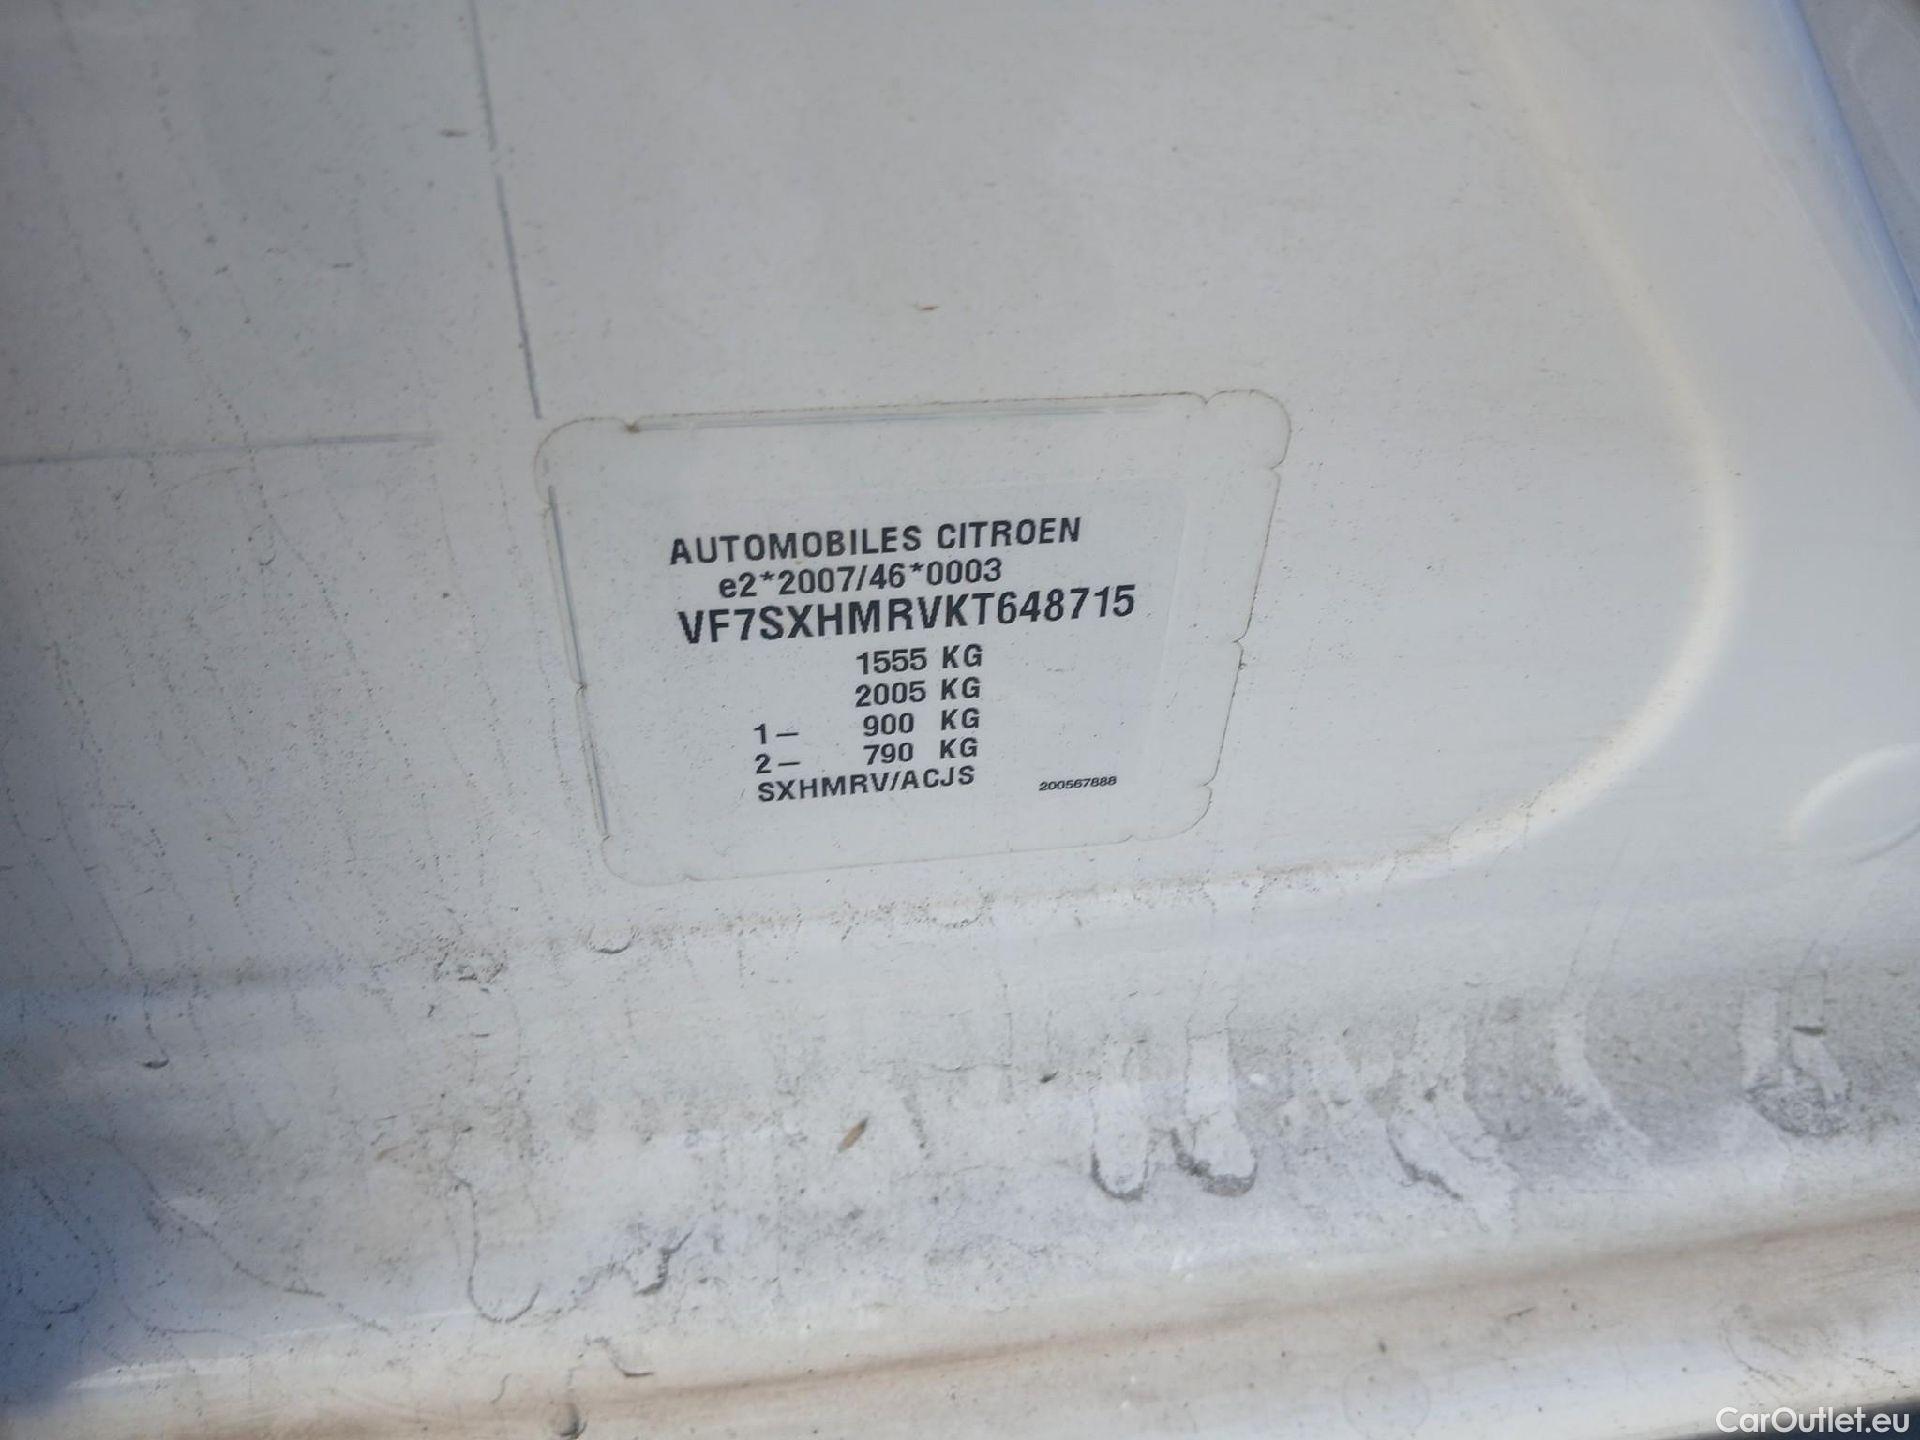 AUTOMOBILES CITROEN
e2*2007/46*0003
VF7SXHMRVKT648715
1555 KG
2005 KG
1— 900 KG
2— 790 KG
SXHMRV/ACJS 200567888
CarOutlet.eu